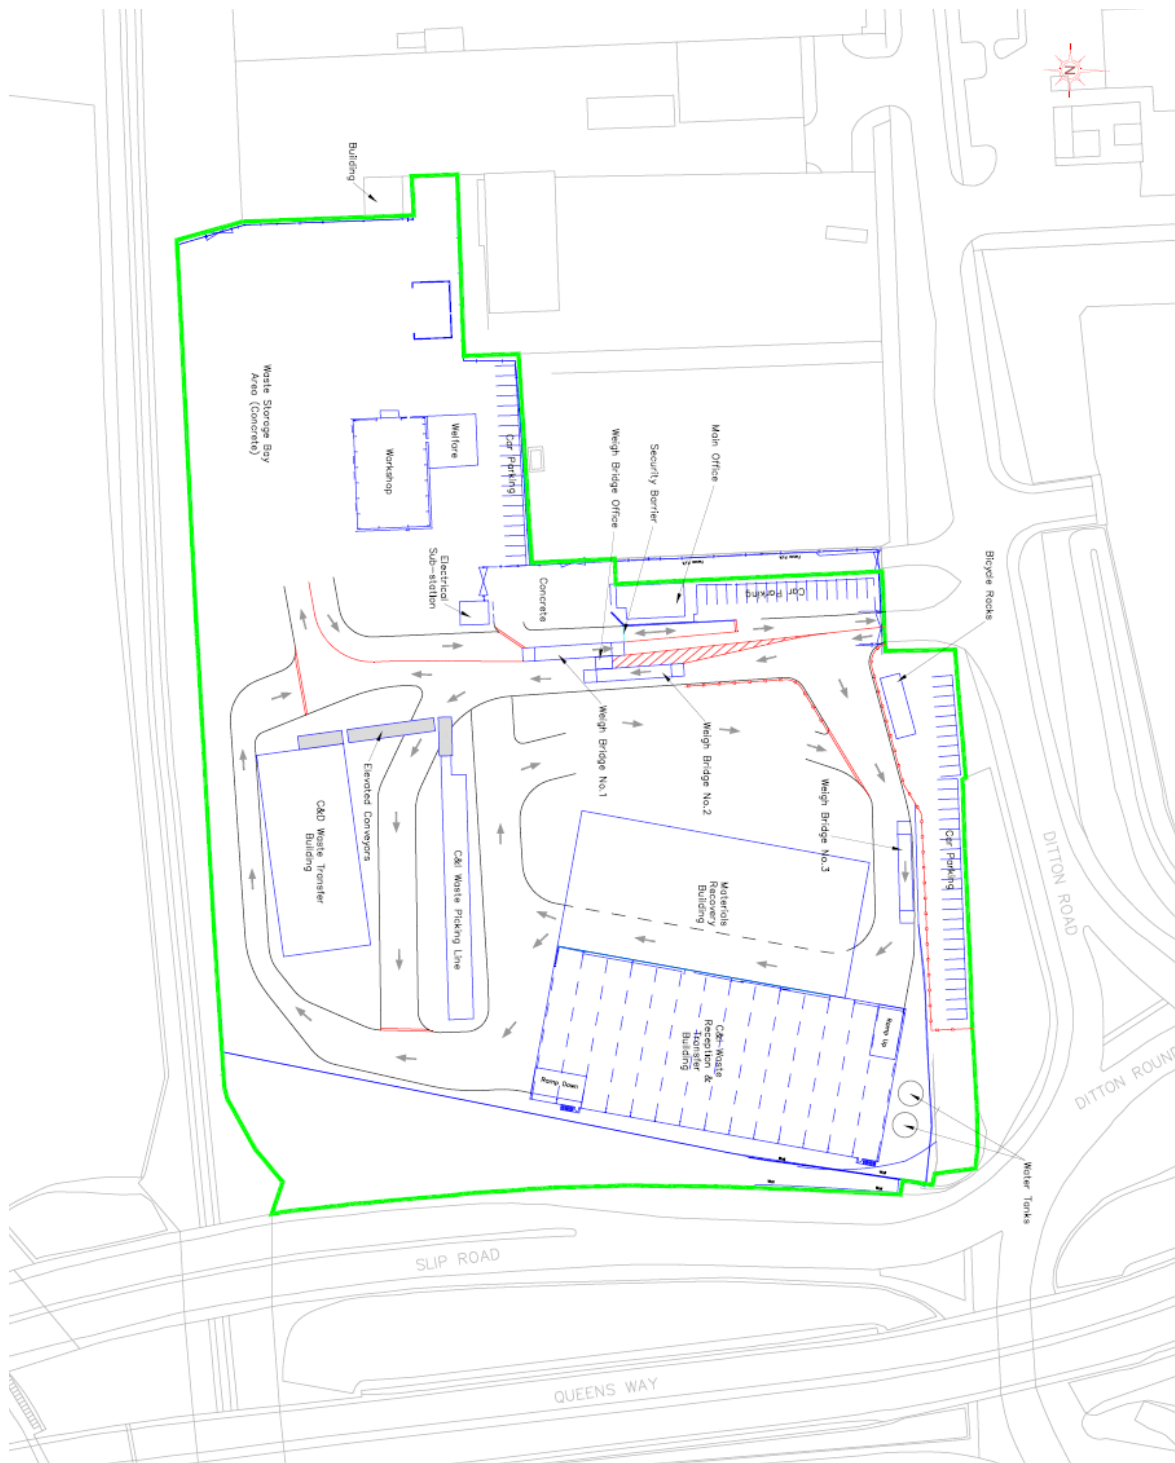 N
Building
Waste Storage Bay
Area (Concrete)
Welfare
Workshop
Car Parking
Weigh Bridge Office
Security Barrier
Main Office
Electrical
Sub-station
Concrete
Car Parking
Bicycle Racks
Weigh Bridge No.1
Weigh Bridge No.2
Weigh Bridge No.3
Elevated Conveyors
C&D Waste Transfer
Building
C&I Waste Picking Line
Materials
Recovery
Building
Car Parking
DITTON ROAD
C&I Waste
Reception &
Transfer
Building
Ramp Up
Ramp Down
DITTON ROUND
Water Tanks
SLIP ROAD
QUEENS WAY